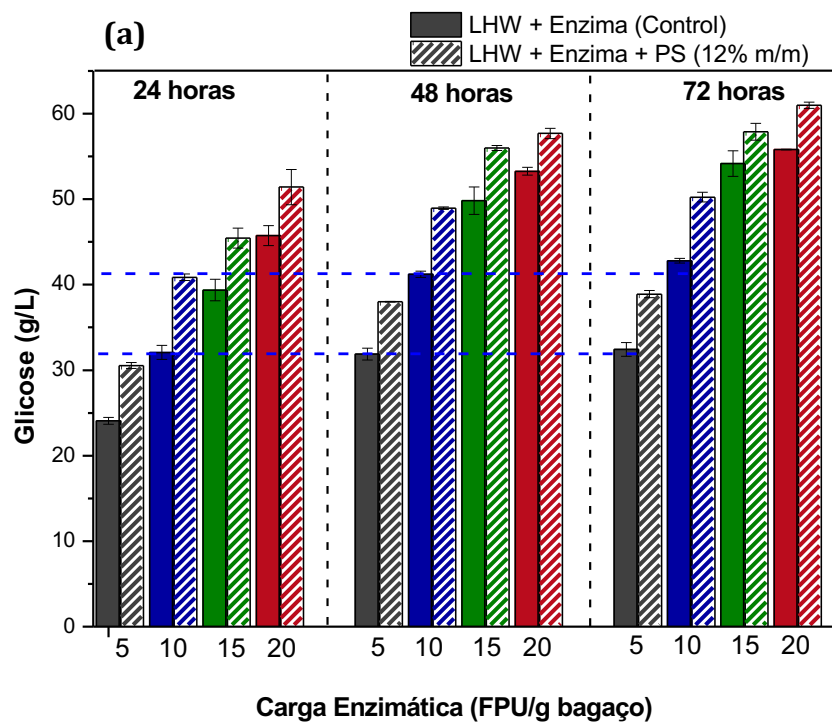 (a)
LHW + Enzima (Control)
LHW + Enzima + PS (12% m/m)
24 horas
48 horas
72 horas
60
50
40
30
20
10
0
Glicose (g/L)
5 10 15 20 5 10 15 20 5 10 15 20
Carga Enzimática (FPU/g bagaço)